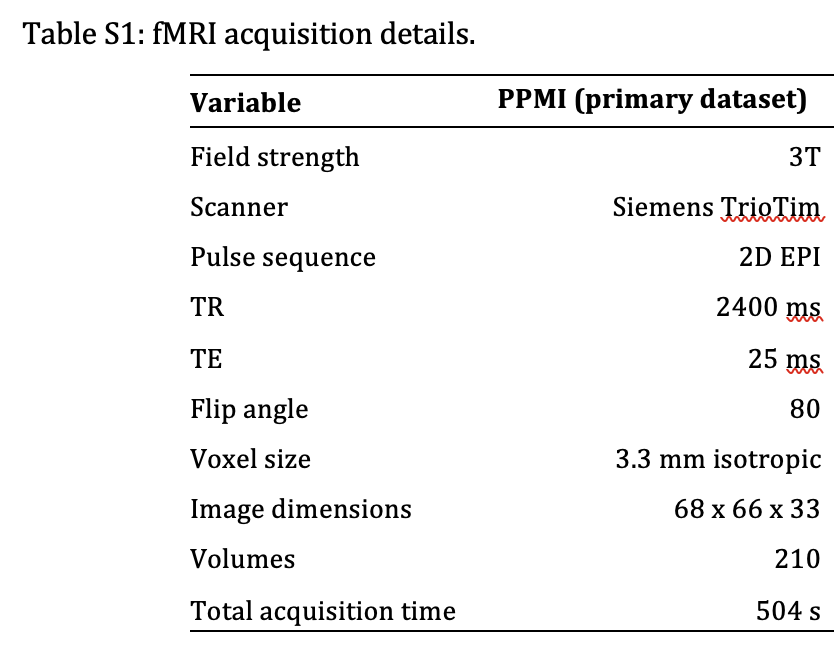 Table S1: fMRI acquisition details.
Variable PPMI (primary dataset)
Field strength 3T
Scanner Siemens TrioTim
Pulse sequence 2D EPI
TR 2400 ms
TE 25 ms
Flip angle 80
Voxel size 3.3 mm isotropic
Image dimensions 68 x 66 x 33
Volumes 210
Total acquisition time 504 s